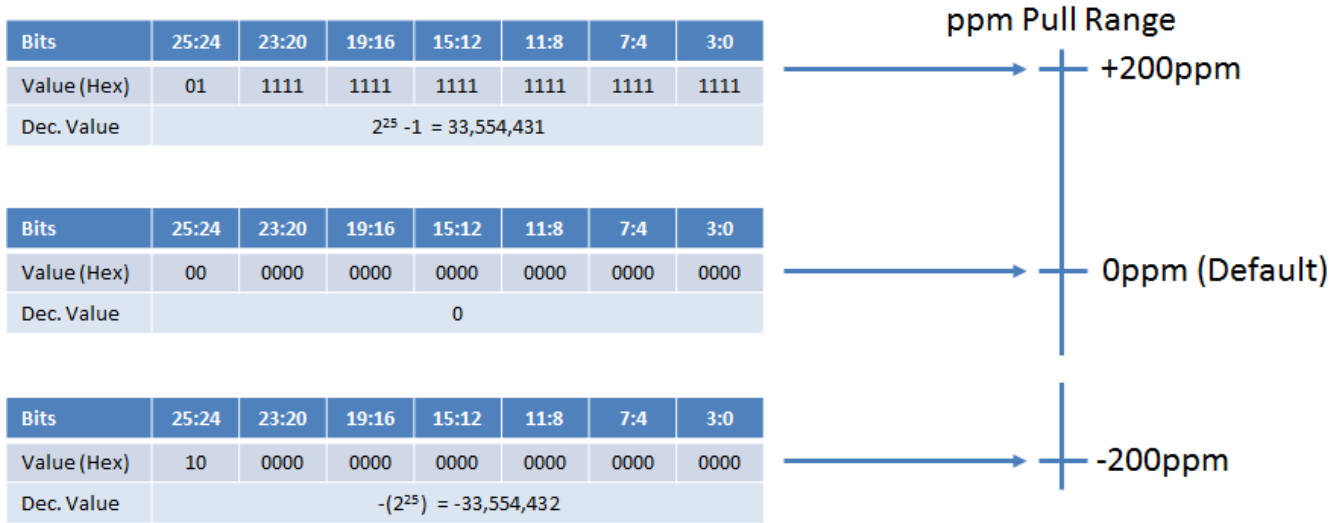 ppm Pull Range
Bits 25:24 23:20 19:16 15:12 11:8 7:4 3:0
Value (Hex) 01 1111 1111 1111 1111 1111 1111
Dec. Value 2²⁵ -1 = 33,554,431
+200ppm
Bits 25:24 23:20 19:16 15:12 11:8 7:4 3:0
Value (Hex) 00 0000 0000 0000 0000 0000 0000
Dec. Value 0
0ppm (Default)
Bits 25:24 23:20 19:16 15:12 11:8 7:4 3:0
Value (Hex) 10 0000 0000 0000 0000 0000 0000
Dec. Value -(2²⁵) = -33,554,432
-200ppm